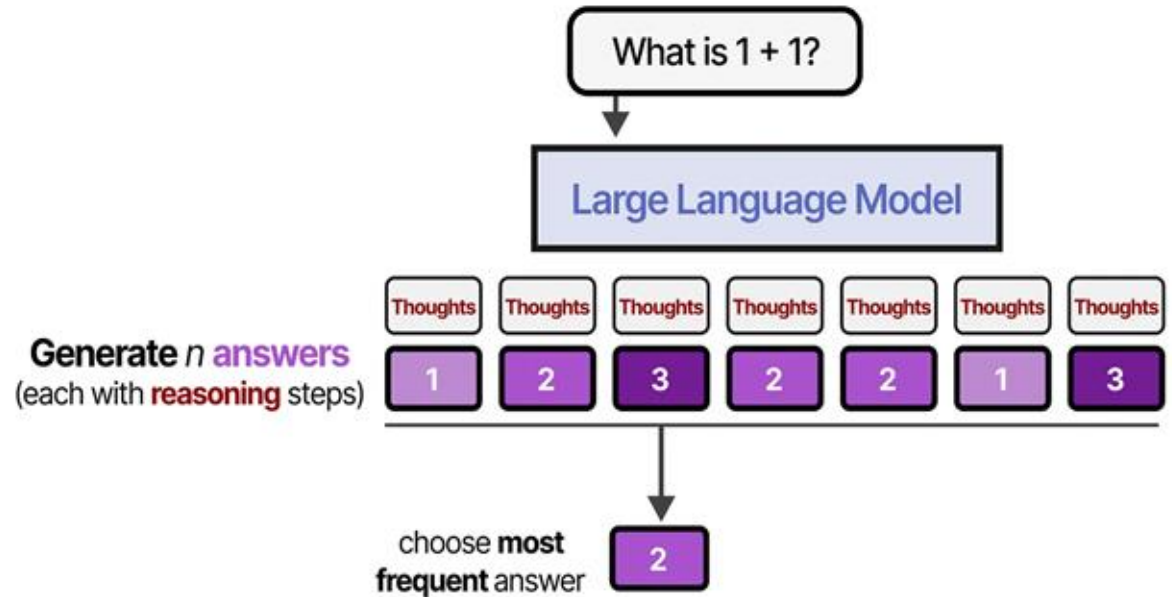 What is 1 + 1?
Large Language Model
Thoughts Thoughts Thoughts Thoughts Thoughts Thoughts Thoughts
Generate n answers
(each with reasoning steps)
1 2 3 2 2 1 3
choose most
frequent answer
2